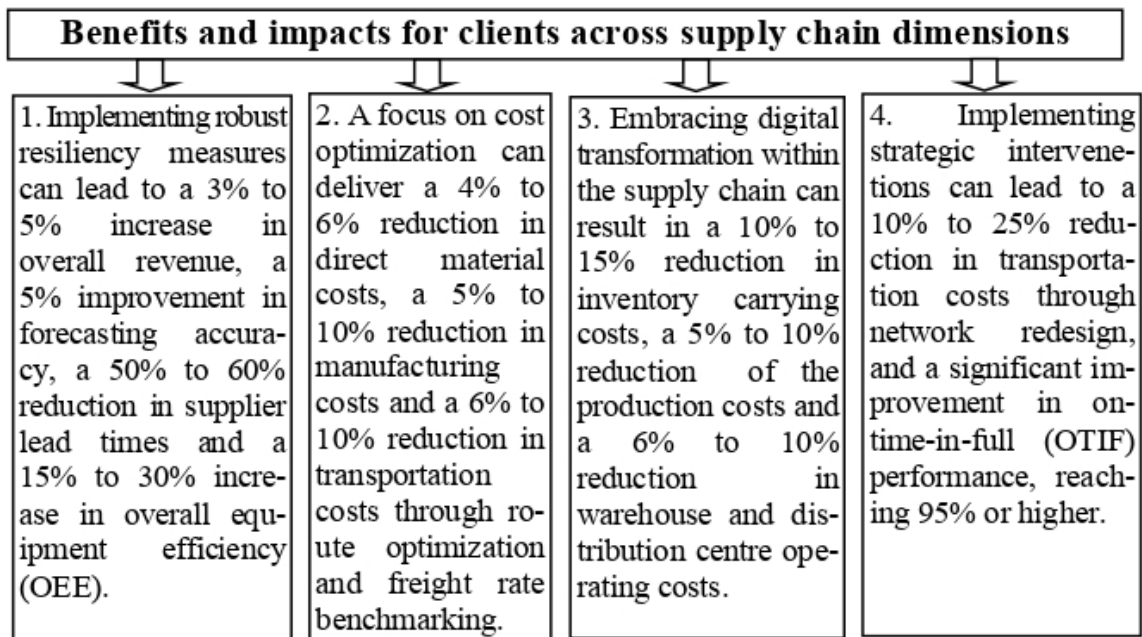 Benefits and impacts for clients across supply chain dimensions
1. Implementing robust
resiliency measures
can lead to a 3% to
5% increase in
overall revenue, a
5% improvement in
forecasting accura-
cy, a 50% to 60%
reduction in supplier
lead times and a
15% to 30% incre-
ase in overall equ-
ipment efficiency
(OEE).
2. A focus on cost
optimization can
deliver a 4% to
6% reduction in
direct material
costs, a 5% to
10% reduction in
manufacturing
costs and a 6% to
10% reduction in
transportation
costs through ro-
ute optimization
and freight rate
benchmarking.
3. Embracing digital
transformation within
the supply chain can
result in a 10% to
15% reduction in
inventory carrying
costs, a 5% to 10%
reduction of the
production costs and
a 6% to 10%
reduction in
warehouse and dis-
tribution centre ope-
rating costs.
4. Implementing
strategic intervene-
tions can lead to a
10% to 25% redu-
ction in transporta-
tion costs through
network redesign,
and a significant im-
provement in on-
time-in-full (OTIF)
performance, reach-
ing 95% or higher.